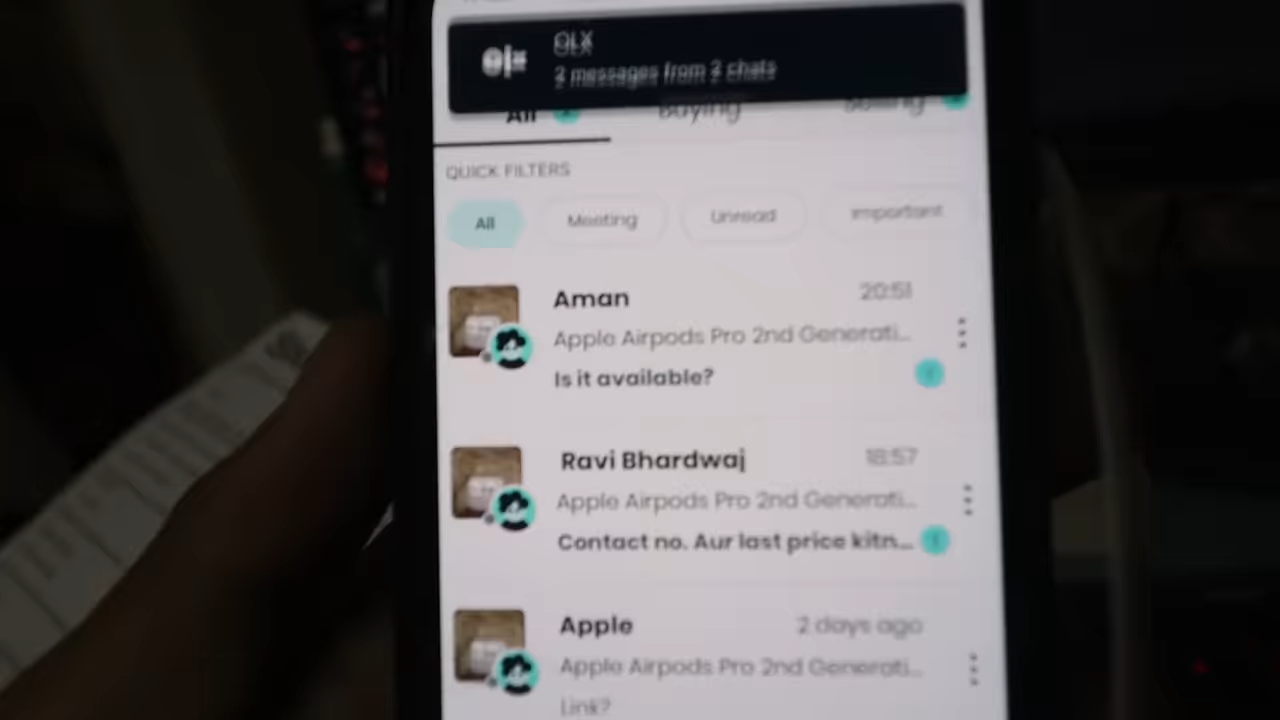 olx
OLX
2 messages from 2 chats
All
Buying
Selling
QUICK FILTERS
All
Meeting
Unread
Important
Aman
20:51
Apple Airpods Pro 2nd Generati...
Is it available?
Ravi Bhardwaj
18:57
Apple Airpods Pro 2nd Generati...
Contact no. Aur last price kitn...
Apple
2 days ago
Apple Airpods Pro 2nd Generati...
Link?